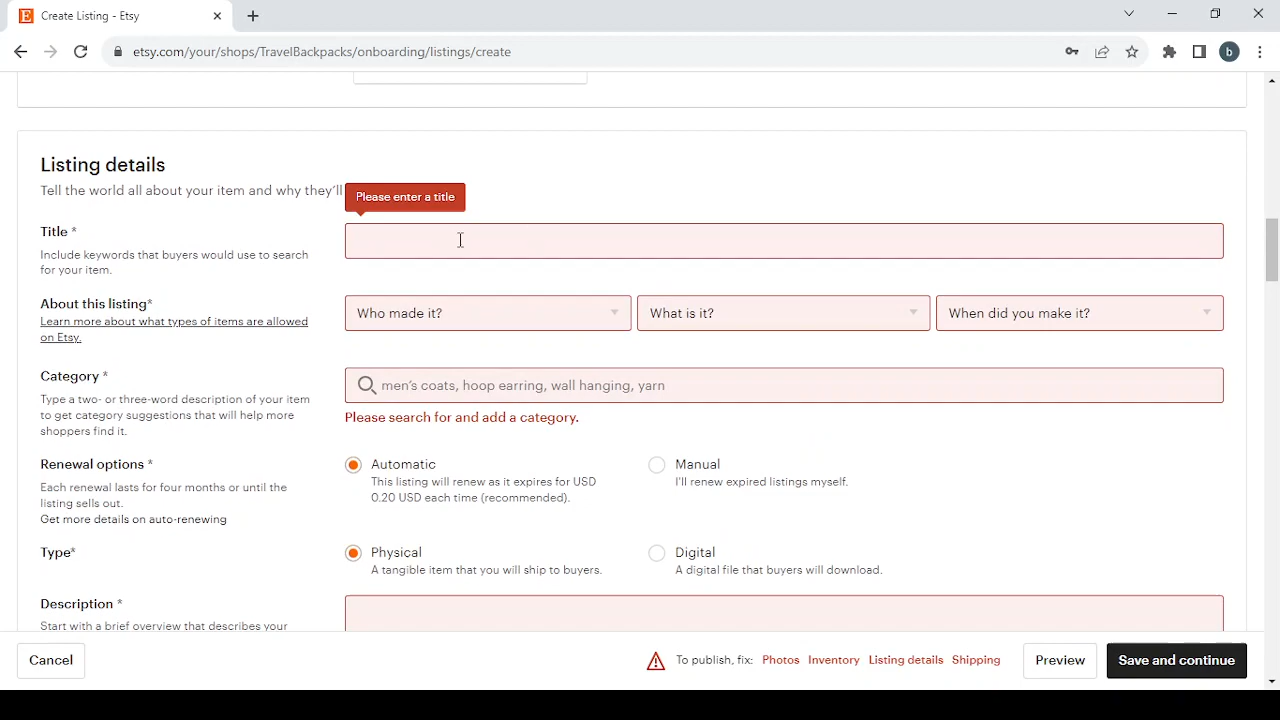 Create Listing - Etsy
etsy.com/your/shops/TravelBackpacks/onboarding/listings/create
b
Listing details
Tell the world all about your item and why they'll
Please enter a title
Title *
Include keywords that buyers would use to search
for your item.
About this listing*
Learn more about what types of items are allowed
on Etsy.
Who made it?
What is it?
When did you make it?
Category *
Type a two- or three-word description of your item
to get category suggestions that will help more
shoppers find it.
men's coats, hoop earring, wall hanging, yarn
Please search for and add a category.
Renewal options *
Each renewal lasts for four months or until the
listing sells out.
Get more details on auto-renewing
Automatic
This listing will renew as it expires for USD
0.20 USD each time (recommended).
Manual
I'll renew expired listings myself.
Type*
Physical
A tangible item that you will ship to buyers.
Digital
A digital file that buyers will download.
Description *
Start with a brief overview that describes your
Cancel
To publish, fix: Photos Inventory Listing details Shipping
Preview
Save and continue